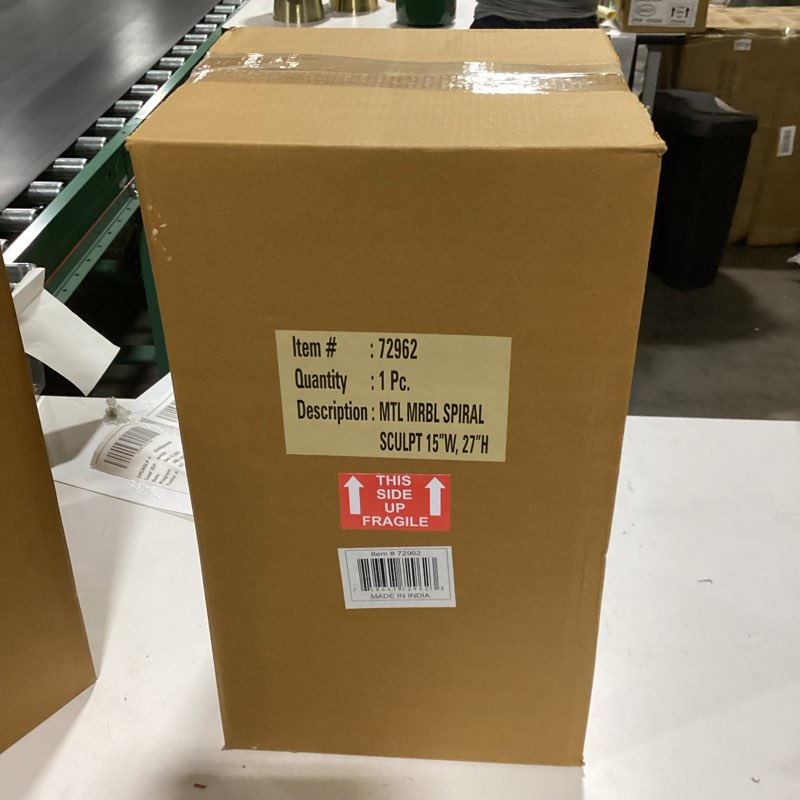 Item # : 72962
Quantity : 1 Pc.
Description : MTL MRBL SPIRAL
SCULPT 15"W, 27"H
THIS
SIDE
UP
FRAGILE
Item # 72962
MADE IN INDIA